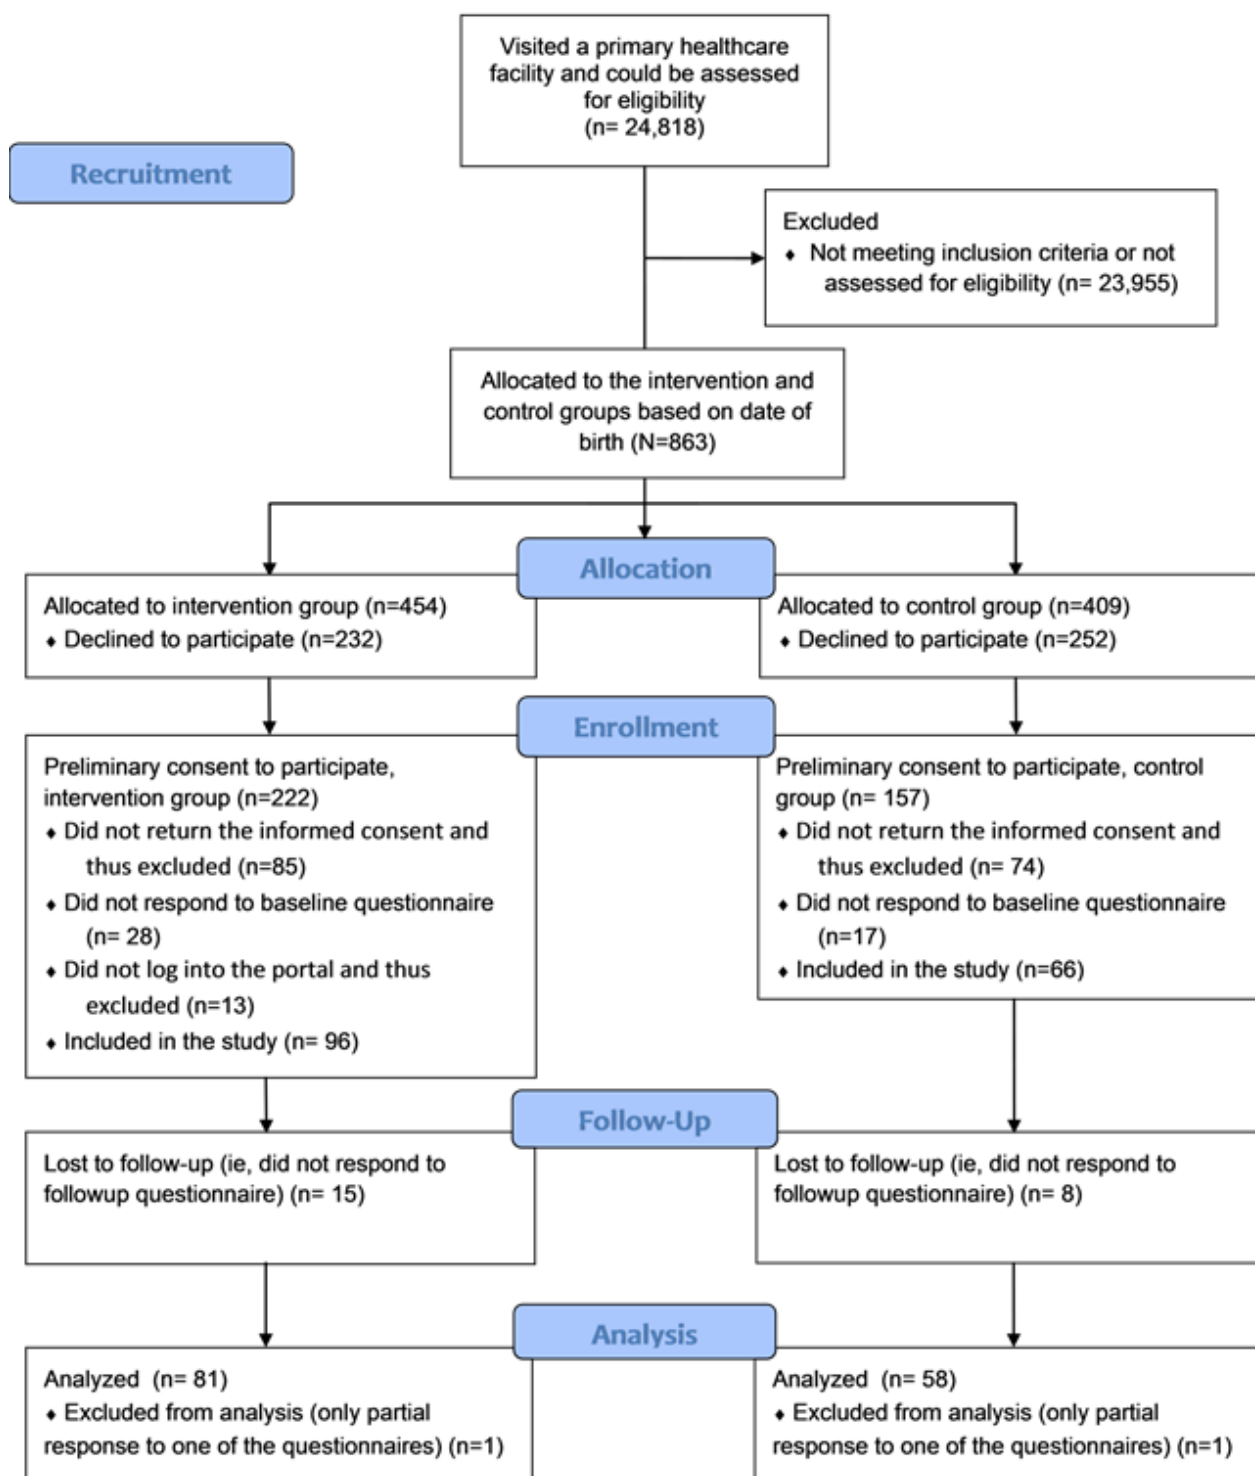 Visited a primary healthcare
facility and could be assessed
for eligibility
(n= 24,818)
Recruitment
Excluded
♦ Not meeting inclusion criteria or not
assessed for eligibility (n= 23,955)
Allocated to the intervention and
control groups based on date of
birth (N=863)
Allocation
Allocated to intervention group (n=454)
♦ Declined to participate (n=232)
Allocated to control group (n=409)
♦ Declined to participate (n=252)
Enrollment
Preliminary consent to participate,
intervention group (n=222)
♦ Did not return the informed consent and
thus excluded (n=85)
♦ Did not respond to baseline questionnaire
(n= 28)
♦ Did not log into the portal and thus
excluded (n=13)
♦ Included in the study (n= 96)
Preliminary consent to participate, control
group (n= 157)
♦ Did not return the informed consent and
thus excluded (n= 74)
♦ Did not respond to baseline questionnaire
(n=17)
♦ Included in the study (n=66)
Follow-Up
Lost to follow-up (ie, did not respond to
followup questionnaire) (n= 15)
Lost to follow-up (ie, did not respond to
followup questionnaire) (n= 8)
Analysis
Analyzed (n= 81)
♦ Excluded from analysis (only partial
response to one of the questionnaires) (n=1)
Analyzed (n= 58)
♦ Excluded from analysis (only partial
response to one of the questionnaires) (n=1)